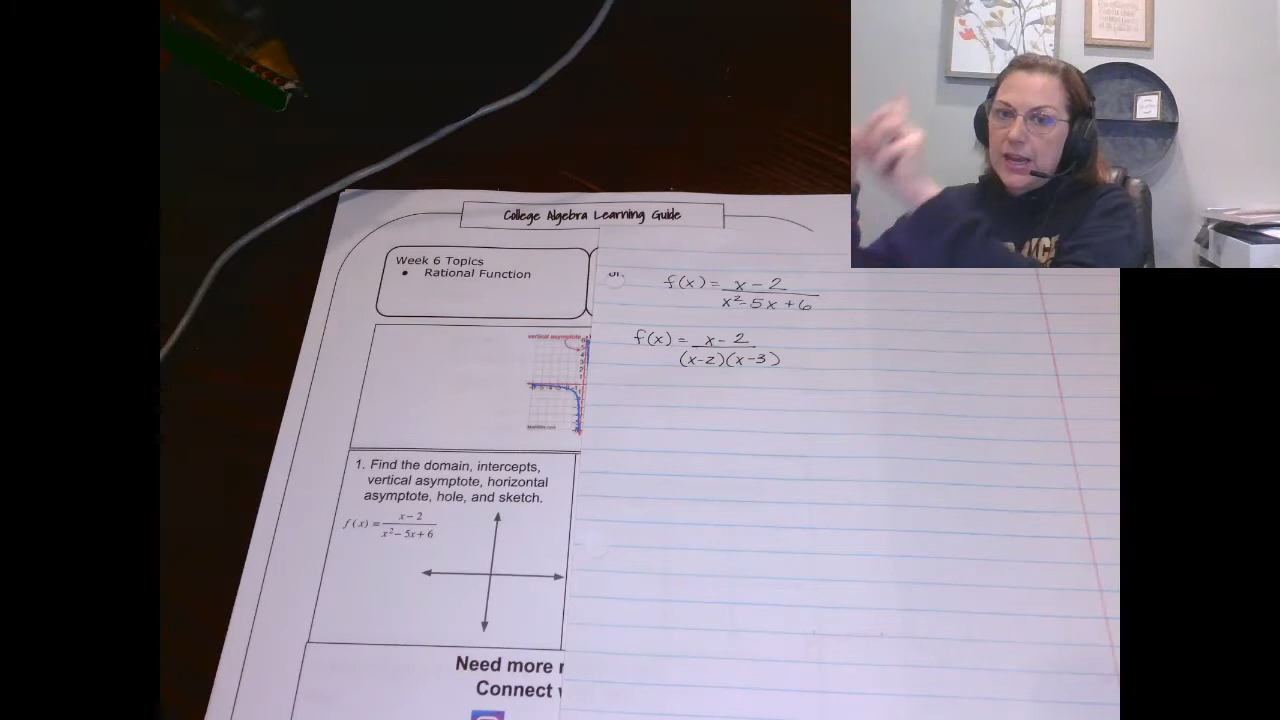 College Algebra Learning Guide
Week 6 Topics
• Rational Function
vertical asymptote
1. Find the domain, intercepts,
vertical asymptote, horizontal
asymptote, hole, and sketch.
f(x) = x-2 / x²- 5x+6
Need more
Connect
01.
f(x) = x - 2 / x² - 5x + 6
f(x) = x - 2 / (x-2)(x-3)